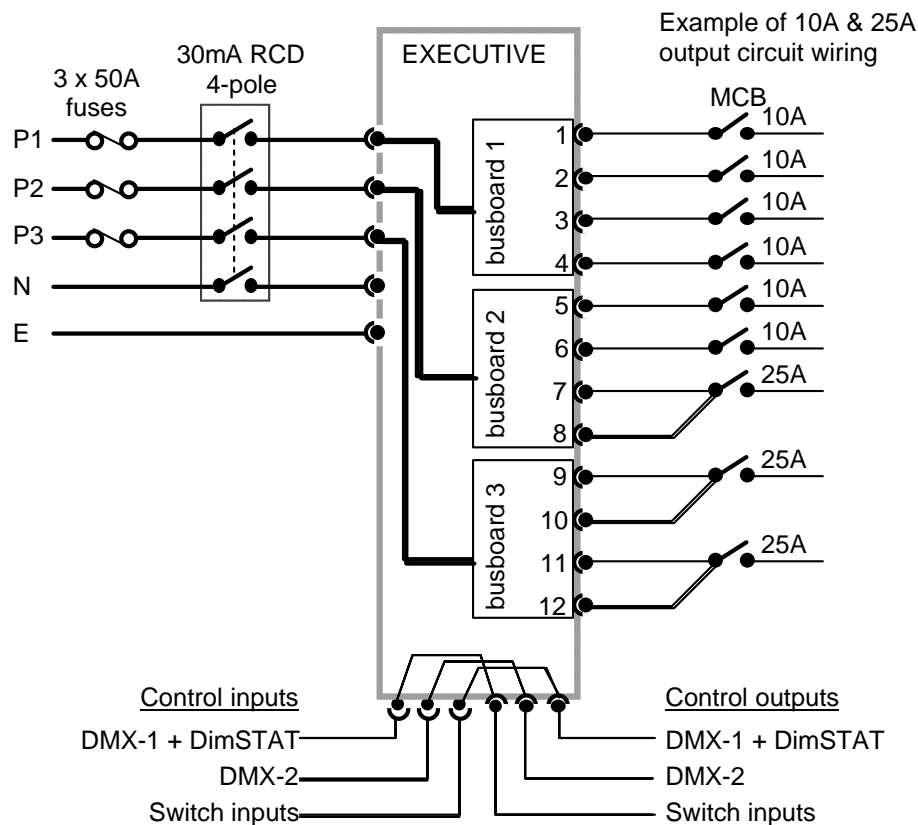 Example of 10A & 25A
output circuit wiring
30mA RCD
4-pole
EXECUTIVE
3 x 50A
fuses
MCB
P1
P2
P3
N
E
busboard 1
1
2
3
4
busboard 2
5
6
7
8
busboard 3
9
10
11
12
10A
10A
10A
10A
10A
10A
25A
25A
25A
Control inputs
DMX-1 + DimSTAT
DMX-2
Switch inputs
Control outputs
DMX-1 + DimSTAT
DMX-2
Switch inputs